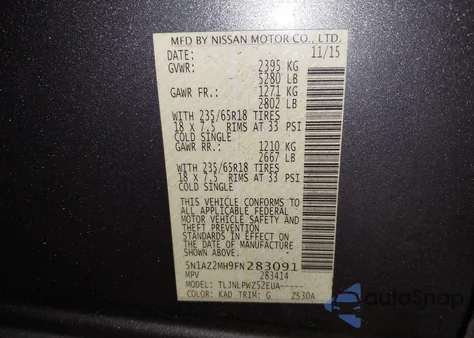 MFD BY NISSAN MOTOR CO., LTD.
DATE: 11/15
GVWR: 2395 KG
5280 LB
GAWR FR.: 1271 KG
2802 LB
WITH 235/65R18 TIRES
18 X 7.5 RIMS AT 33 PSI
COLD SINGLE
GAWR RR.: 1210 KG
2667 LB
WITH 235/65R18 TIRES
18 X 7.5 RIMS AT 33 PSI
COLD SINGLE
THIS VEHICLE CONFORMS TO
ALL APPLICABLE FEDERAL
MOTOR VEHICLE SAFETY AND
THEFT PREVENTION
STANDARDS IN EFFECT ON THE
DATE OF MANUFACTURE
SHOWN ABOVE.
5N1AZ2MH9FN283091
MPV 283414
MODEL: TLJNLPWZ52EUA-----
COLOR: KAD TRIM: G ZS30A
AutoSnap